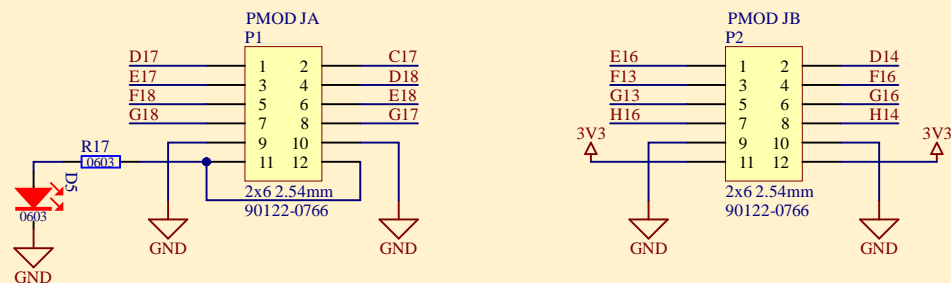 PMOD JA
P1
D17 1 2 C17
E17 3 4 D18
F18 5 6 E18
G18 7 8 G17
9 10
11 12
R17
0603
D5
0603
2x6 2.54mm
90122-0766
GND
GND
GND
PMOD JB
P2
E16 1 2 D14
F13 3 4 F16
G13 5 6 G16
H16 7 8 H14
3V3 9 10 3V3
11 12
2x6 2.54mm
90122-0766
GND
GND